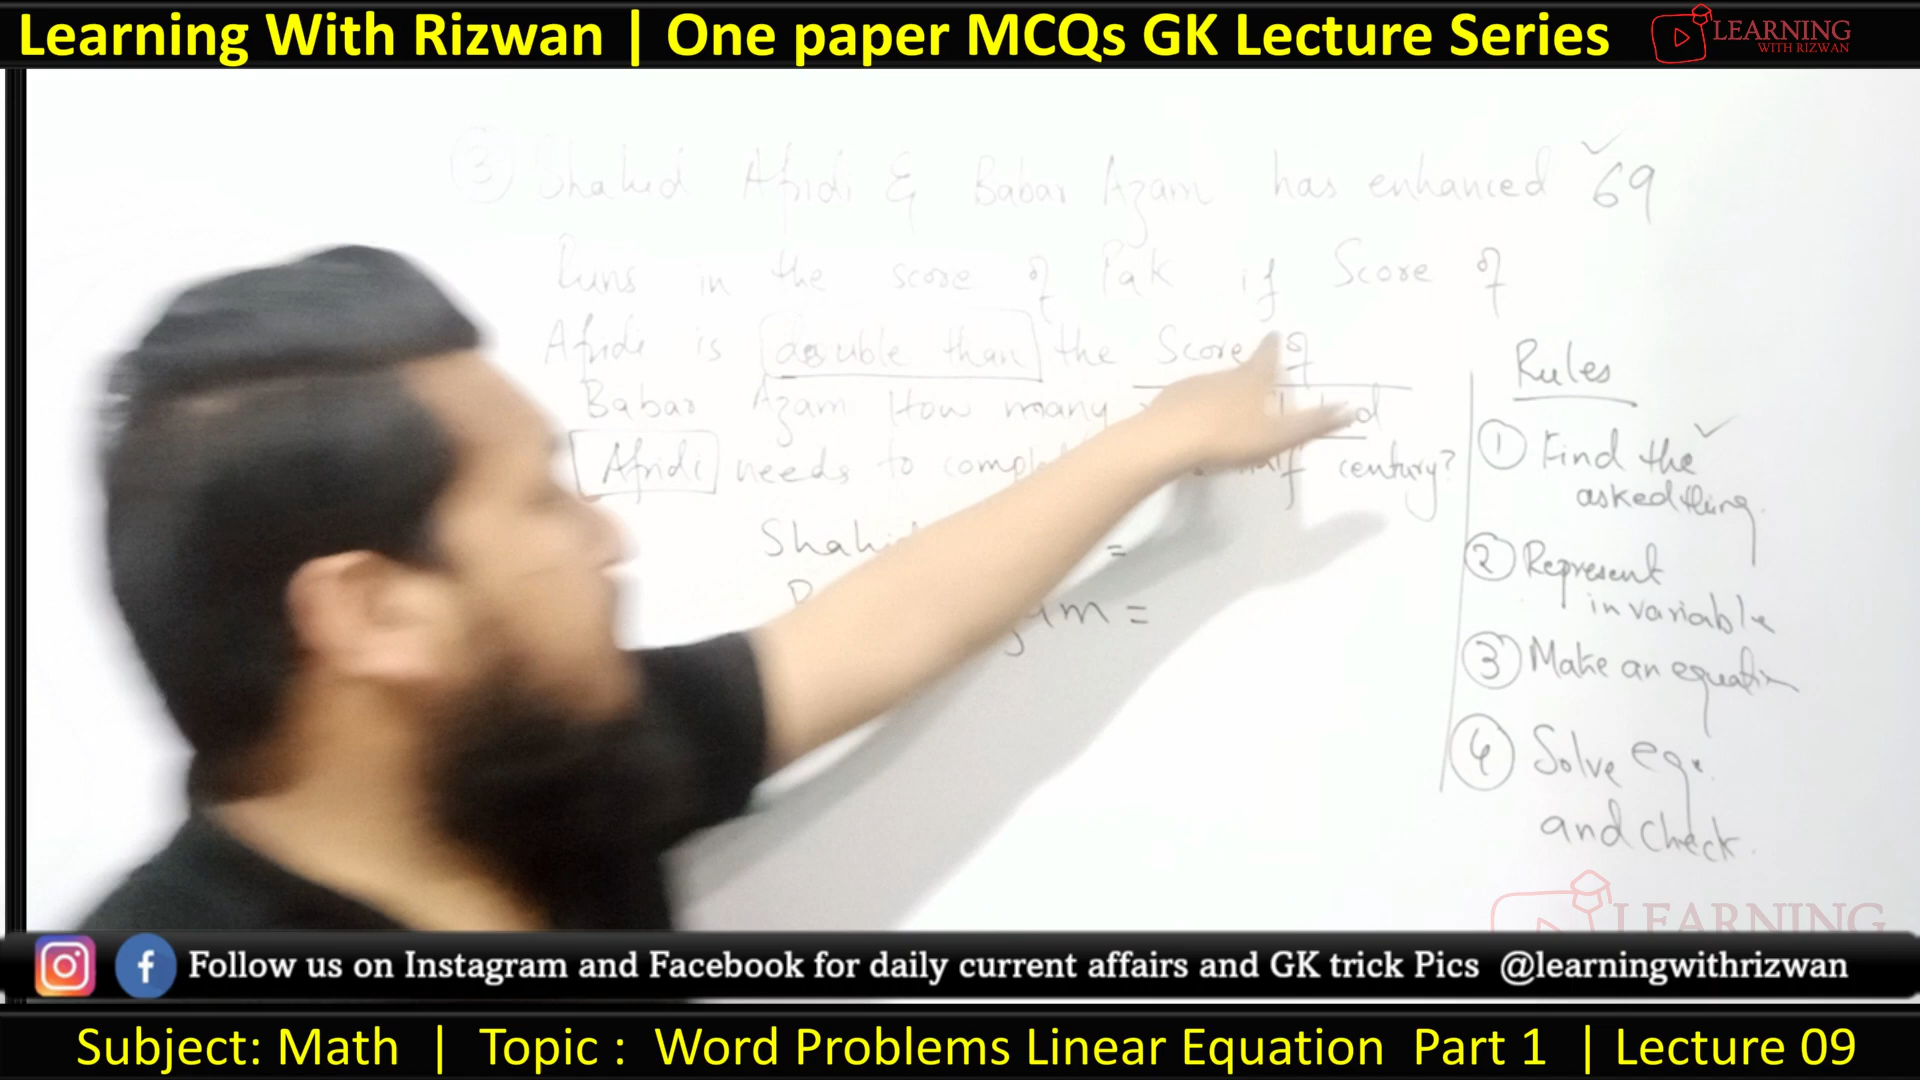 Learning With Rizwan | One paper MCQs GK Lecture Series
LEARNING
WITH RIZWAN
3 Shahid Afridi & Babar Azam has enhanced 69
Runs in the score of Pak if Score of
Afridi is double than the Score of
Babar Azam How many
Afridi needs to century?
=
=
Rules
1 Find the
asked thing
2 Represent
in variable
3 Make an equation
4 Solve eq.
and check.
LEARNING
Follow us on Instagram and Facebook for daily current affairs and GK trick Pics @learningwithrizwan
Subject: Math | Topic : Word Problems Linear Equation Part 1 | Lecture 09